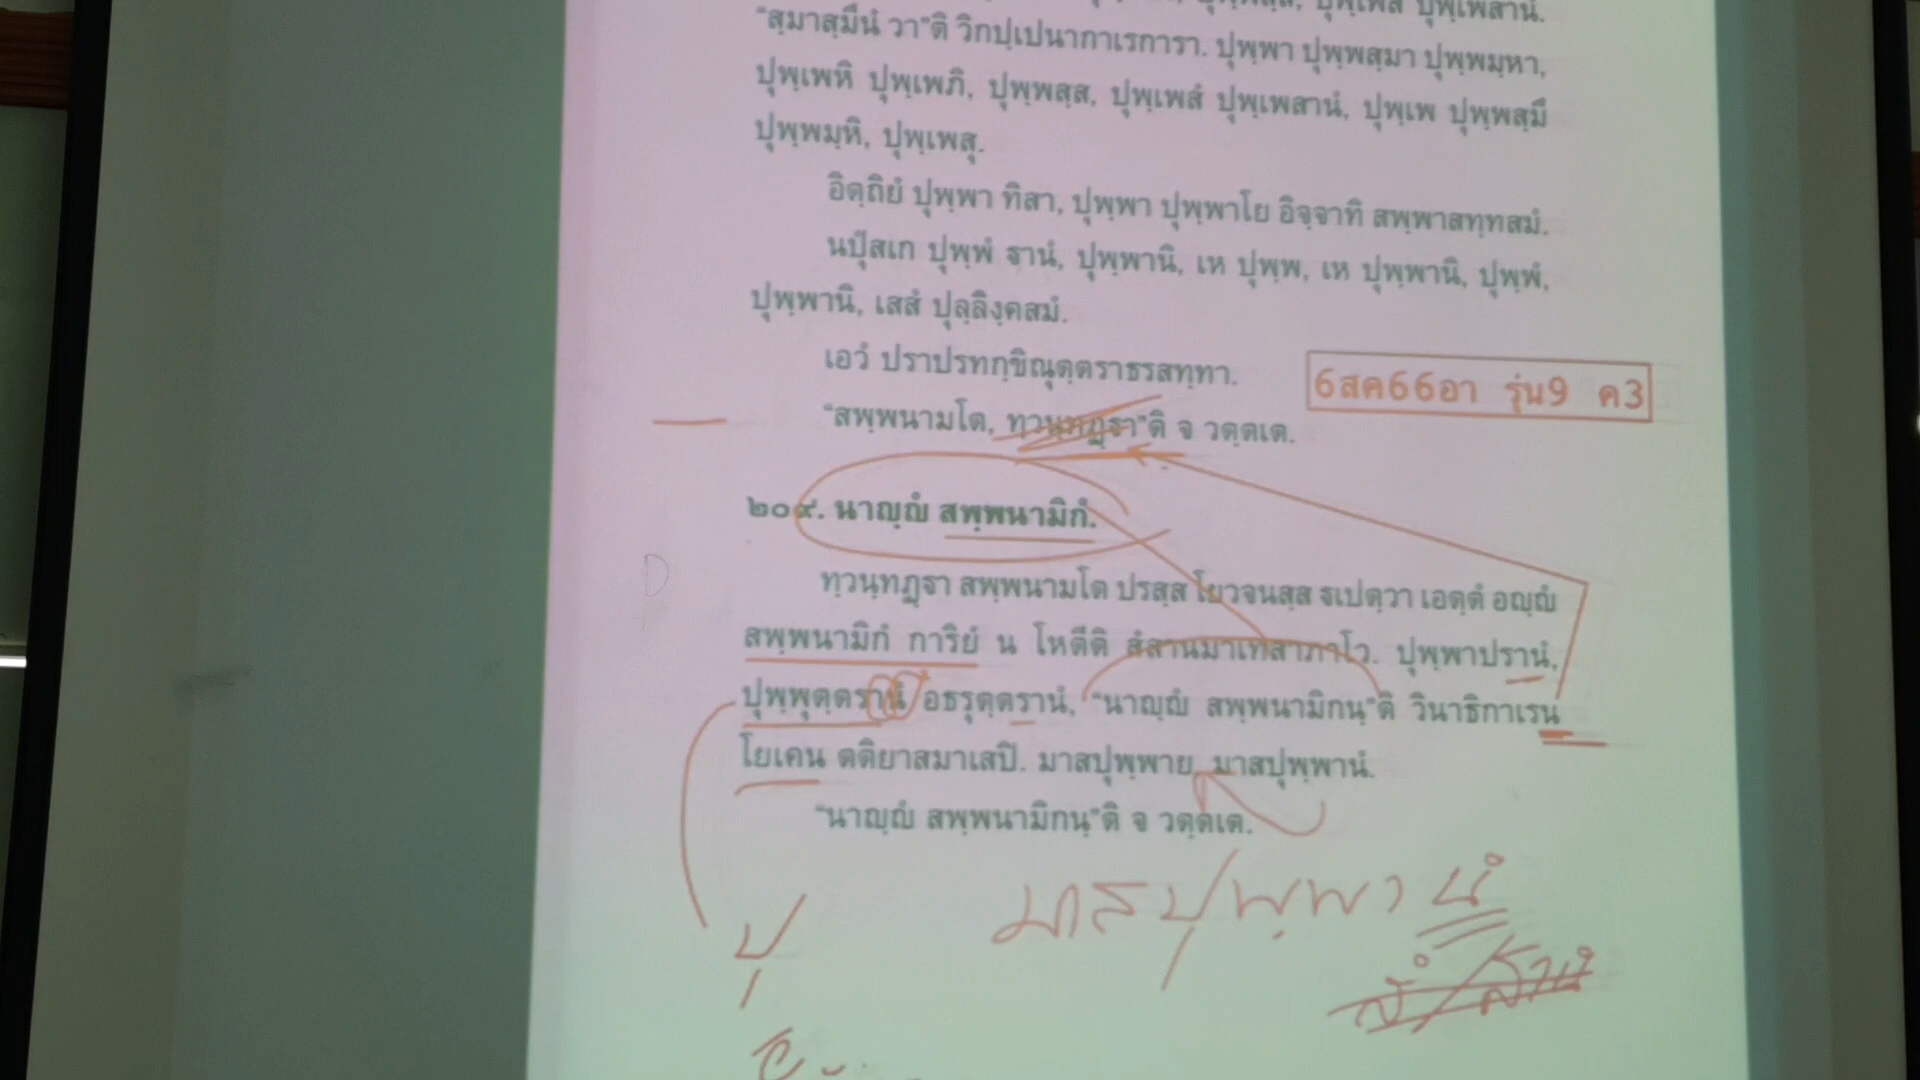 ปุพฺเพสํ ปุพฺเพสานํ.
“สฺมาสฺมึนํ วา”ติ วิกปฺเปนากาเรการา. ปุพฺพา ปุพฺพสฺมา ปุพฺพมฺหา,
ปุพฺเพหิ ปุพฺเพภิ, ปุพฺพสฺส, ปุพฺเพสํ ปุพฺเพสานํ, ปุพฺเพ ปุพฺพสฺมึ
ปุพฺพมฺหิ, ปุพฺเพสุ.
อิตฺถิยํ ปุพฺพา ทิสา, ปุพฺพา ปุพฺพาโย อิจฺจาทิ สพฺพาสทฺทสมํ.
นปุํสเก ปุพฺพํ ฐานํ, ปุพฺพานิ, เห ปุพฺพ, เห ปุพฺพานิ, ปุพฺพํ,
ปุพฺพานิ, เสสํ ปุลฺลิงฺคสมํ.
เอวํ ปราปรทกฺขิณุตฺตราธรสทฺทา.
6สค66อา รุ่น9 ค3
“สพฺพนามโต, ทฺวนฺทฏฺฐา”ติ จ วตฺตเต.
๒๐๙. นาญฺญํ สพฺพนามิกํ.
ทฺวนฺทฏฺฐา สพฺพนามโต ปรสฺส โยวจนสฺส ฐเปตฺวา เอตฺตํ อญฺญํ
สพฺพนามิกํ การิยํ น โหตีติ สํสานมาเทสาภาโว. ปุพฺพาปรานํ,
ปุพฺพุตฺตรานํ อธรุตฺตรานํ, “นาญฺญํ สพฺพนามิกนฺ”ติ วินาธิกาเรน
โยเคน ตติยาสมาเสปิ. มาสปุพฺพาย, มาสปุพฺพานํ.
“นาญฺญํ สพฺพนามิกนฺ”ติ จ วตฺตเต.
ปุ มาสปุพฺพานํ
สํ/สานํ